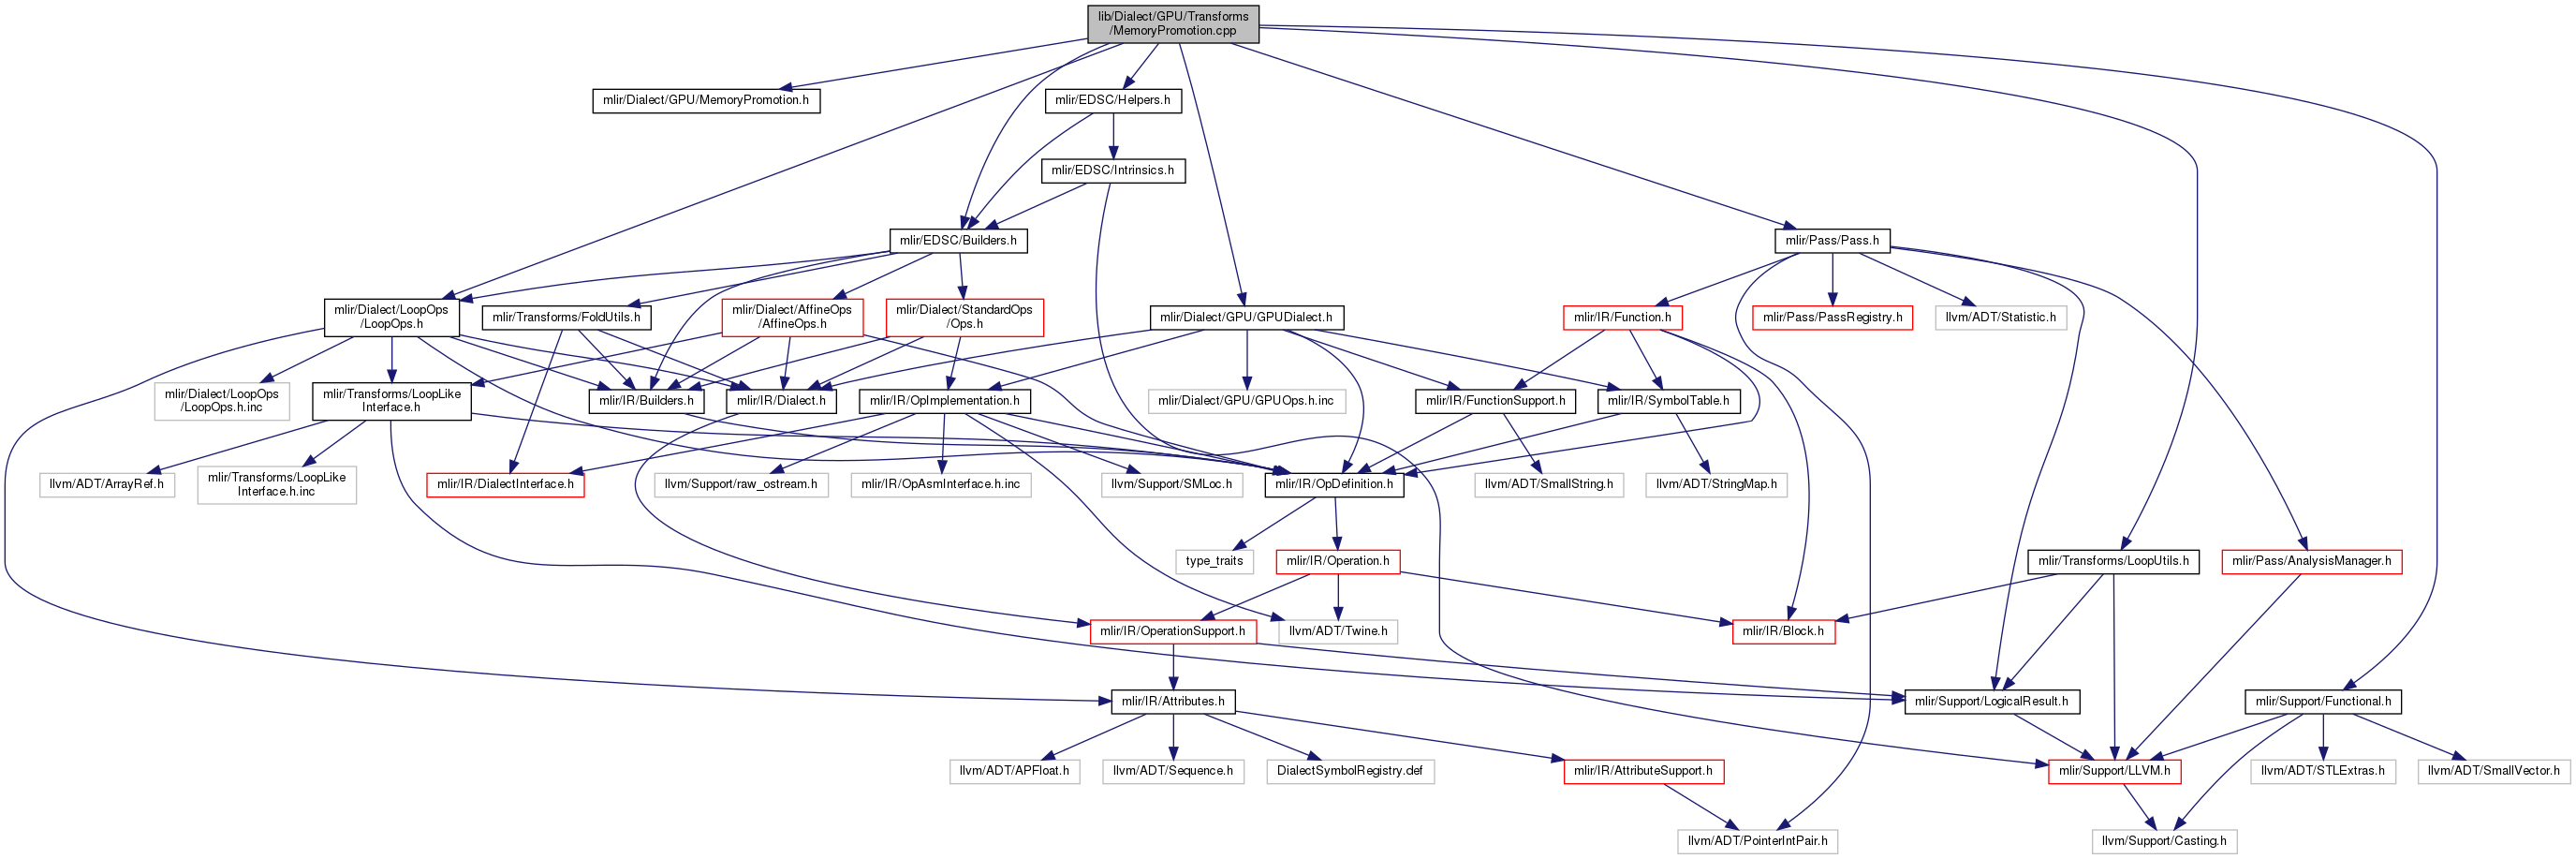 lib/Dialect/GPU/Transforms
/MemoryPromotion.cpp
mlir/Dialect/GPU/MemoryPromotion.h
mlir/EDSC/Helpers.h
mlir/EDSC/Intrinsics.h
mlir/EDSC/Builders.h
mlir/Pass/Pass.h
mlir/Dialect/LoopOps
/LoopOps.h
mlir/Transforms/FoldUtils.h
mlir/Dialect/AffineOps
/AffineOps.h
mlir/Dialect/StandardOps
/Ops.h
mlir/Dialect/GPU/GPUDialect.h
mlir/IR/Function.h
mlir/Pass/PassRegistry.h
llvm/ADT/Statistic.h
mlir/Dialect/LoopOps
/LoopOps.h.inc
mlir/Transforms/LoopLike
Interface.h
mlir/IR/Builders.h
mlir/IR/Dialect.h
mlir/IR/OpImplementation.h
mlir/Dialect/GPU/GPUOps.h.inc
mlir/IR/FunctionSupport.h
mlir/IR/SymbolTable.h
llvm/ADT/ArrayRef.h
mlir/Transforms/LoopLike
Interface.h.inc
mlir/IR/DialectInterface.h
llvm/Support/raw_ostream.h
mlir/IR/OpAsmInterface.h.inc
llvm/Support/SMLoc.h
mlir/IR/OpDefinition.h
llvm/ADT/SmallString.h
llvm/ADT/StringMap.h
type_traits
mlir/IR/Operation.h
mlir/Transforms/LoopUtils.h
mlir/Pass/AnalysisManager.h
mlir/IR/OperationSupport.h
llvm/ADT/Twine.h
mlir/IR/Block.h
mlir/IR/Attributes.h
mlir/Support/LogicalResult.h
mlir/Support/Functional.h
llvm/ADT/APFloat.h
llvm/ADT/Sequence.h
DialectSymbolRegistry.def
mlir/IR/AttributeSupport.h
mlir/Support/LLVM.h
llvm/ADT/STLExtras.h
llvm/ADT/SmallVector.h
llvm/ADT/PointerIntPair.h
llvm/Support/Casting.h